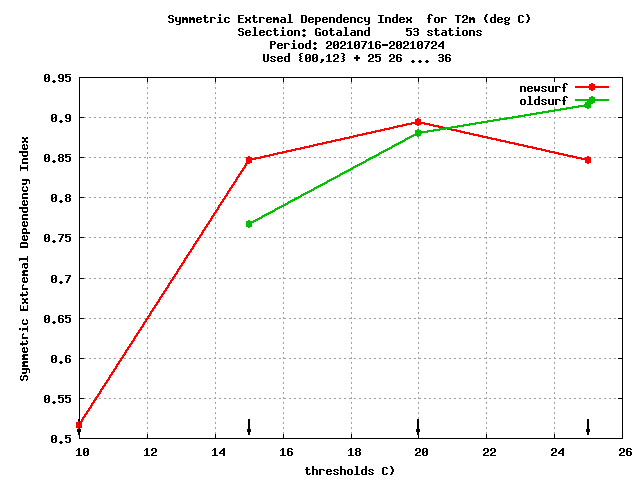 Symmetric Extremal Dependency Index  for T2m (deg C)
Selection: Gotaland     53 stations
Period: 20210716-20210724
Used {00,12} + 25 26 ... 36
newsurf
oldsurf
Symmetric Extremal Dependency Index
0.95
0.9
0.85
0.8
0.75
0.7
0.65
0.6
0.55
0.5
10 12 14 16 18 20 22 24 26
thresholds C)